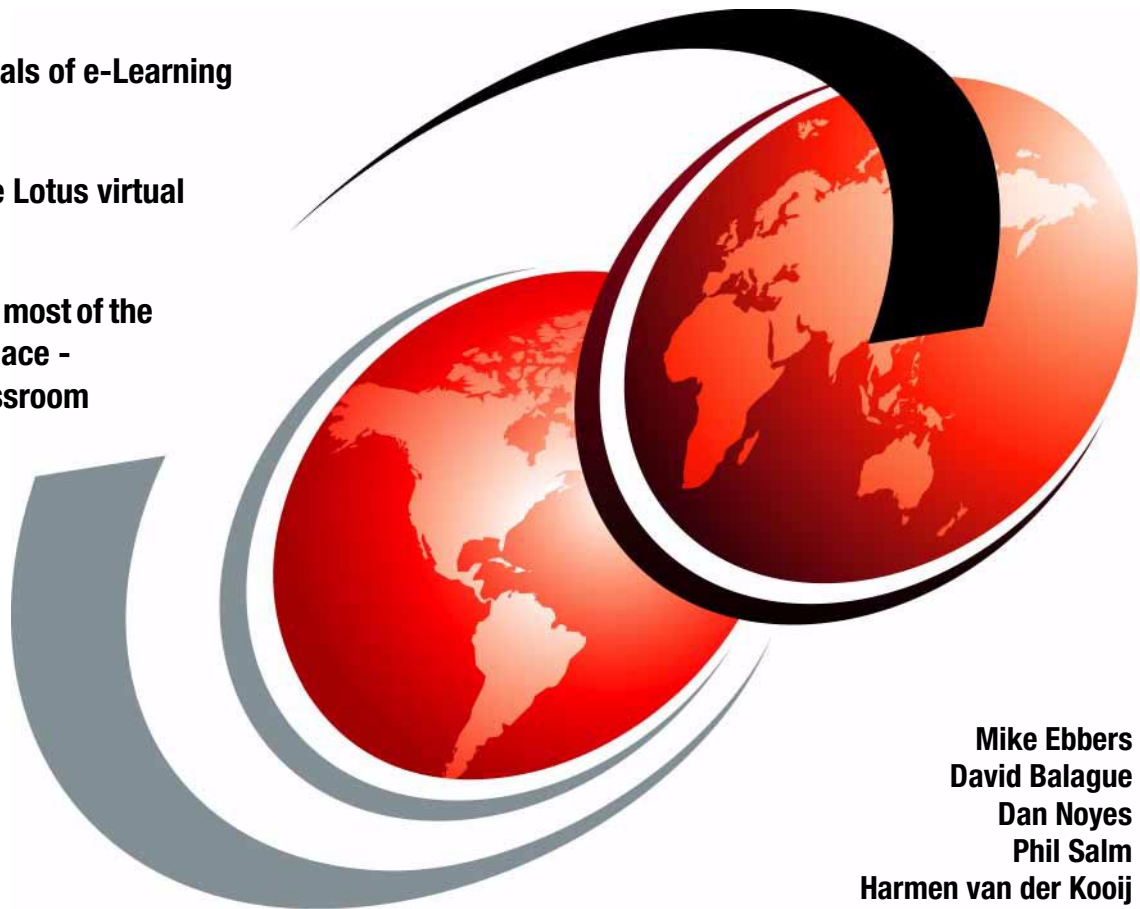 als of e-Learning
e Lotus virtual
most of the
ace -
ssroom
Mike Ebbers
David Balague
Dan Noyes
Phil Salm
Harmen van der Kooij